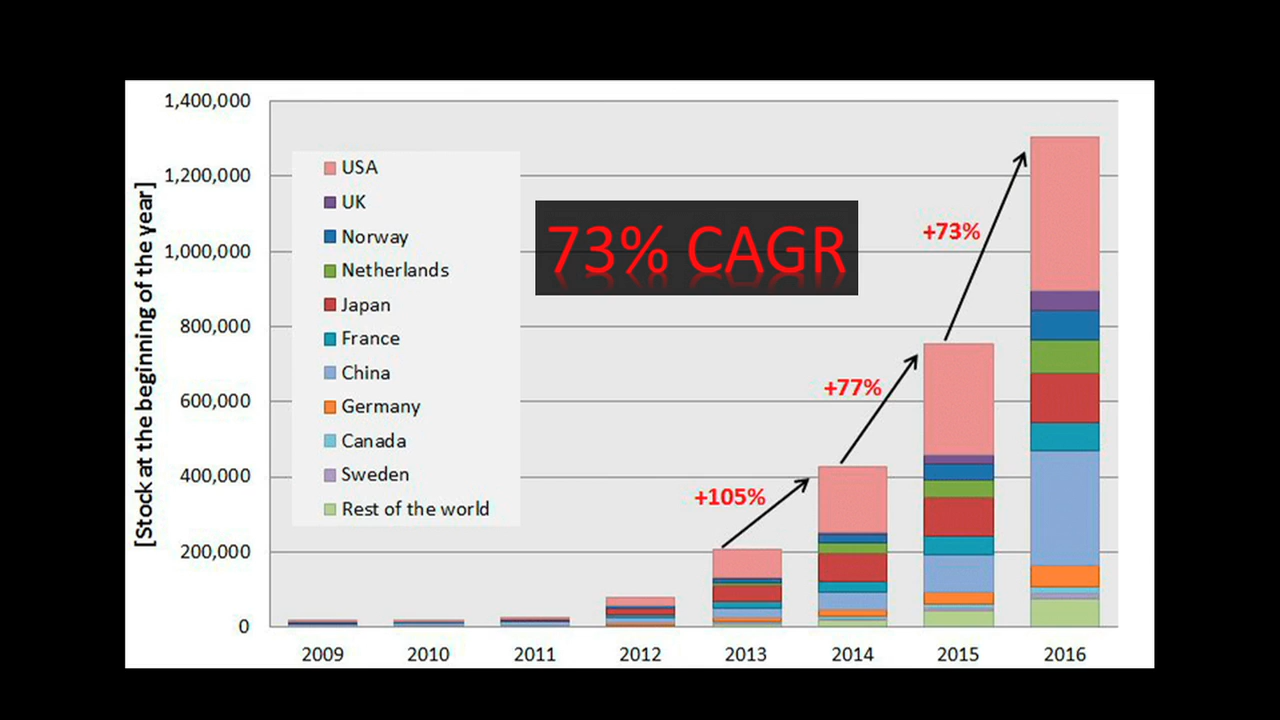 1,400,000
1,200,000
1,000,000
800,000
600,000
400,000
200,000
0
[Stock at the beginning of the year]
USA
UK
Norway
Netherlands
Japan
France
China
Germany
Canada
Sweden
Rest of the world
73% CAGR
+105%
+77%
+73%
2009 2010 2011 2012 2013 2014 2015 2016